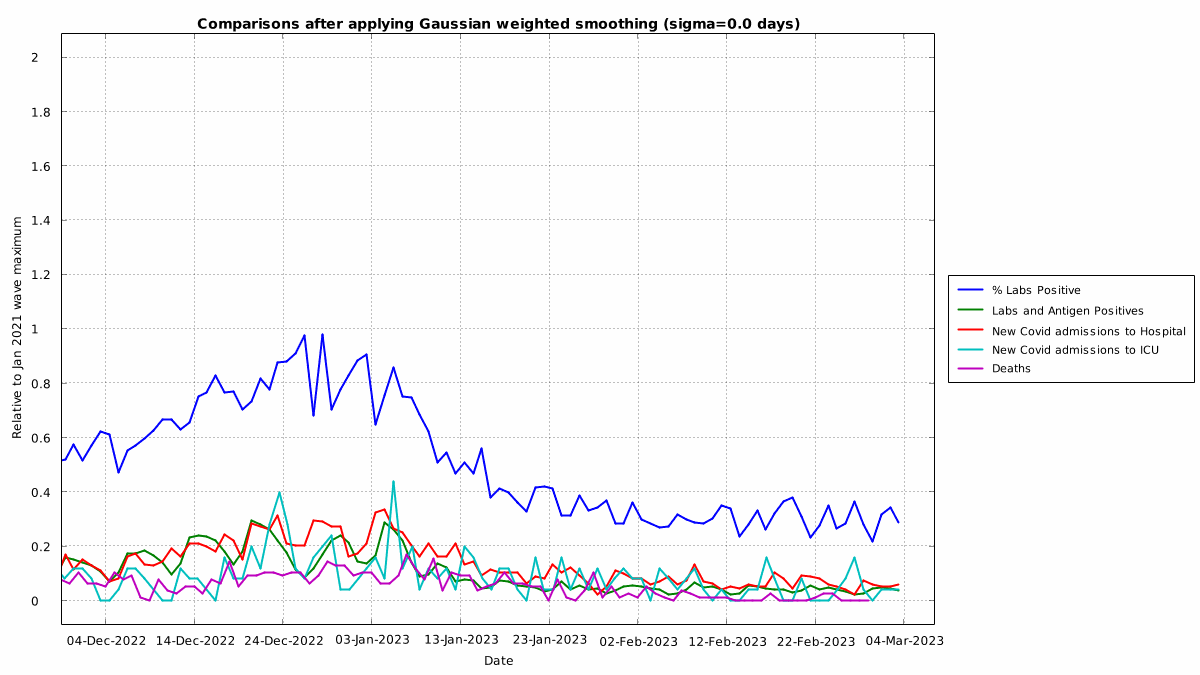 Comparisons after applying Gaussian weighted smoothing (sigma=0.0 days)
Relative to Jan 2021 wave maximum
2
1.8
1.6
1.4
1.2
1
0.8
0.6
0.4
0.2
0
04-Dec-2022 14-Dec-2022 24-Dec-2022 03-Jan-2023 13-Jan-2023 23-Jan-2023 02-Feb-2023 12-Feb-2023 22-Feb-2023 04-Mar-2023
Date
% Labs Positive
Labs and Antigen Positives
New Covid admissions to Hospital
New Covid admissions to ICU
Deaths